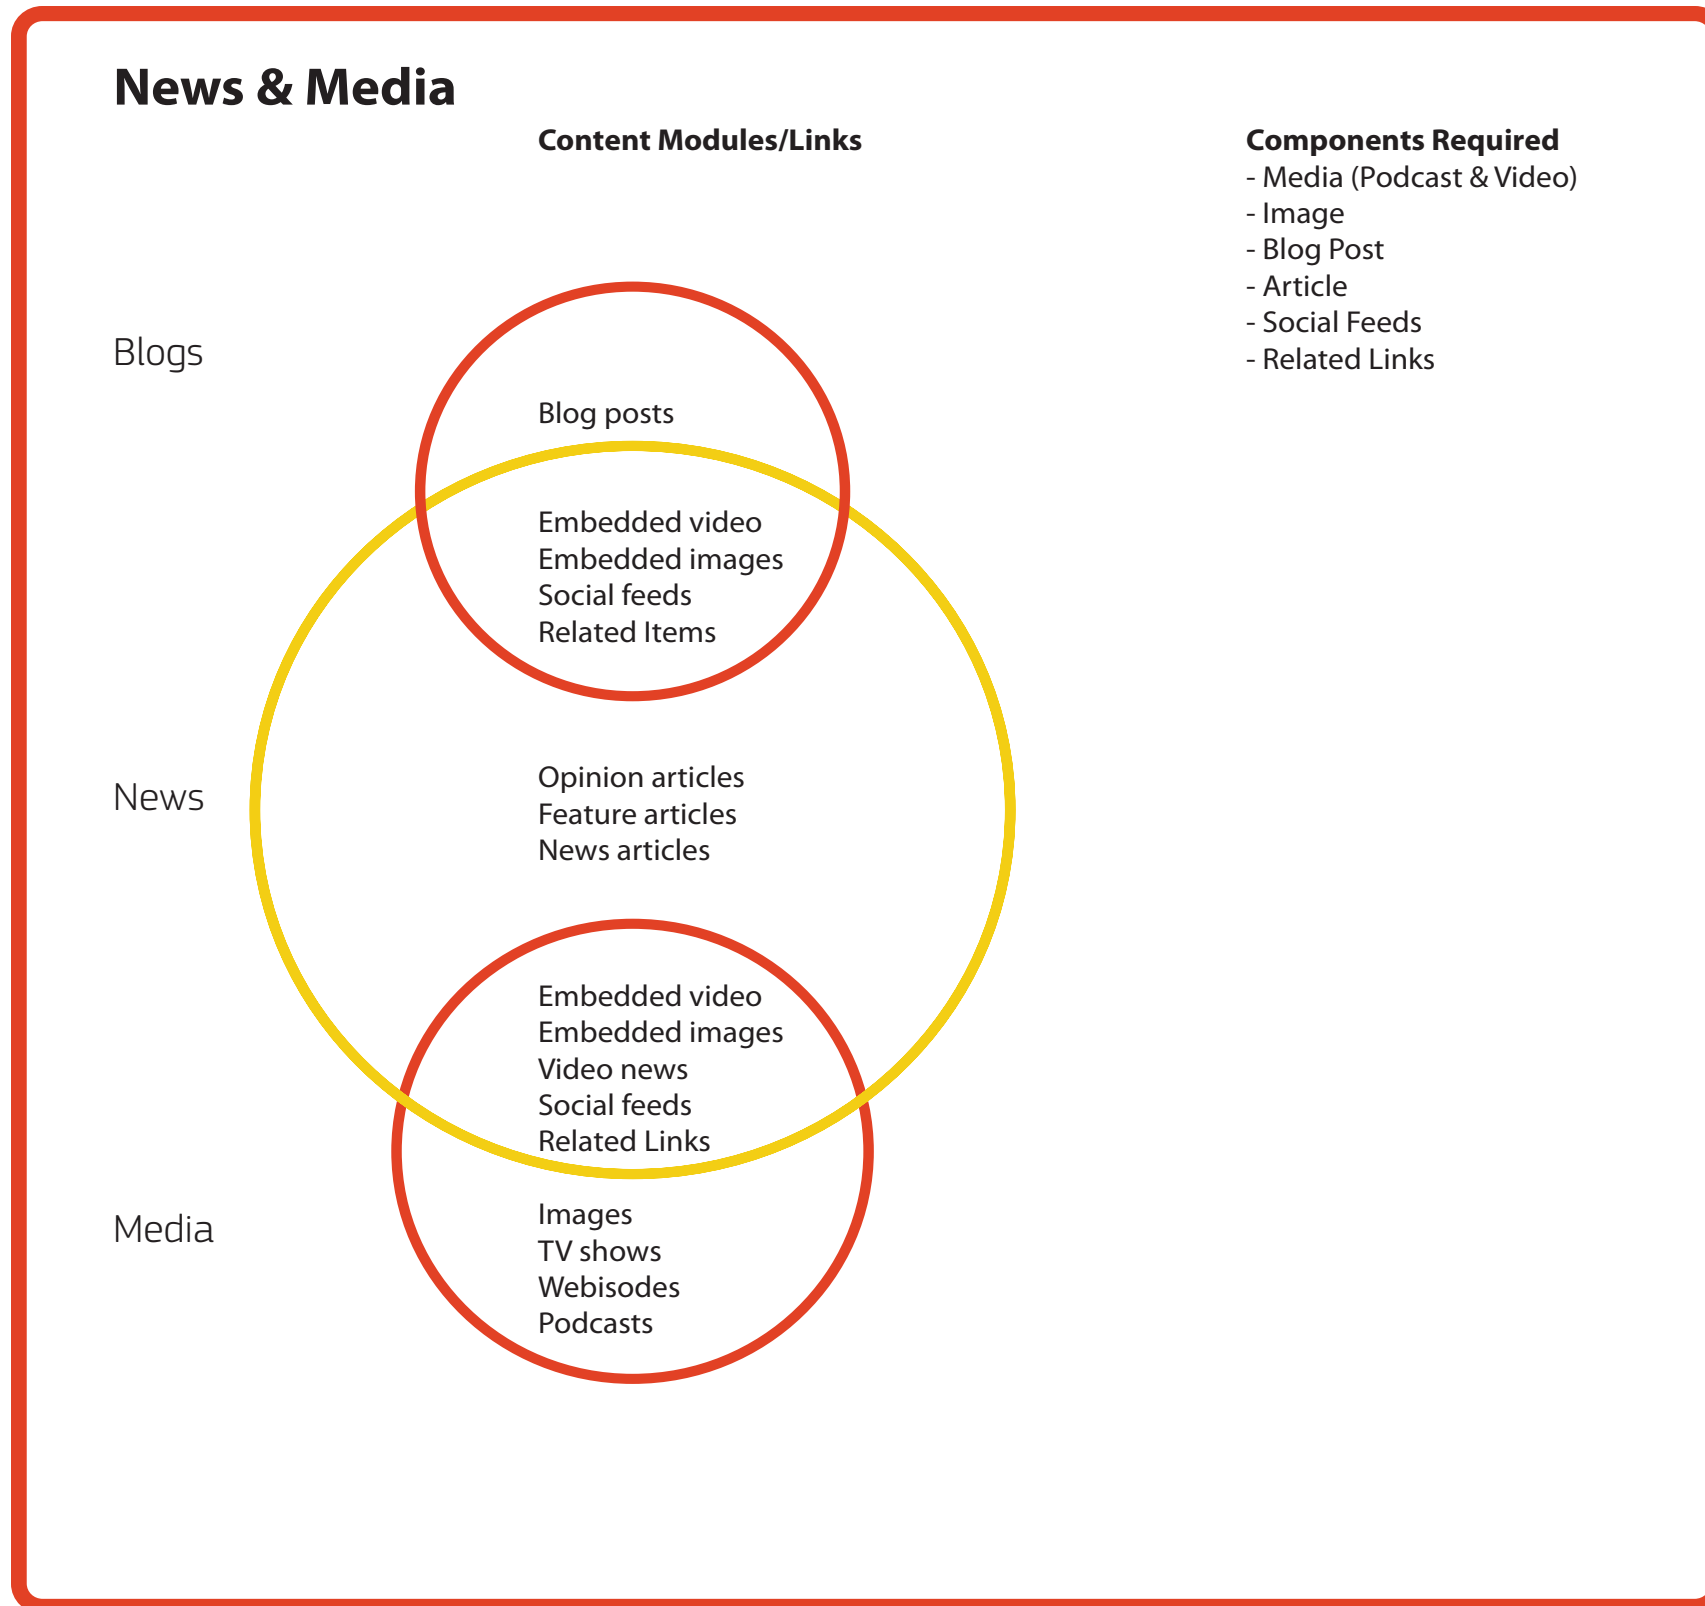 News & Media
Content Modules/Links
Components Required
- Media (Podcast & Video)
- Image
- Blog Post
- Article
- Social Feeds
- Related Links
Blogs
Blog posts
Embedded video
Embedded images
Social feeds
Related Items
News
Opinion articles
Feature articles
News articles
Embedded video
Embedded images
Video news
Social feeds
Related Links
Media
Images
TV shows
Webisodes
Podcasts